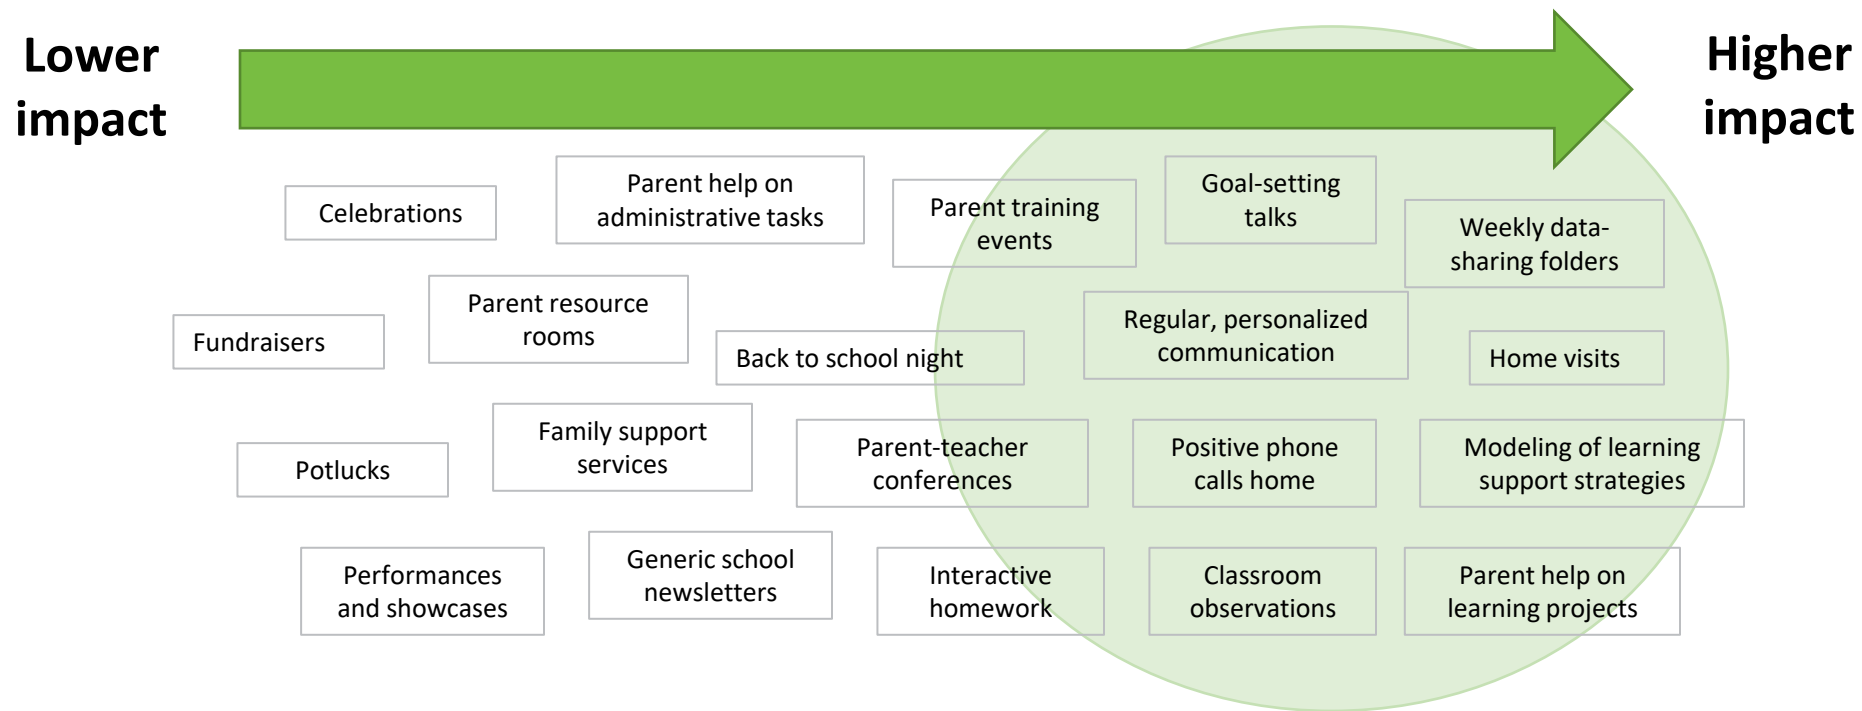 Lower
impact
Higher
impact
Celebrations
Parent help on
administrative tasks
Parent training
events
Goal-setting
talks
Weekly data-
sharing folders
Fundraisers
Parent resource
rooms
Back to school night
Regular, personalized
communication
Home visits
Potlucks
Family support
services
Parent-teacher
conferences
Positive phone
calls home
Modeling of learning
support strategies
Performances
and showcases
Generic school
newsletters
Interactive
homework
Classroom
observations
Parent help on
learning projects